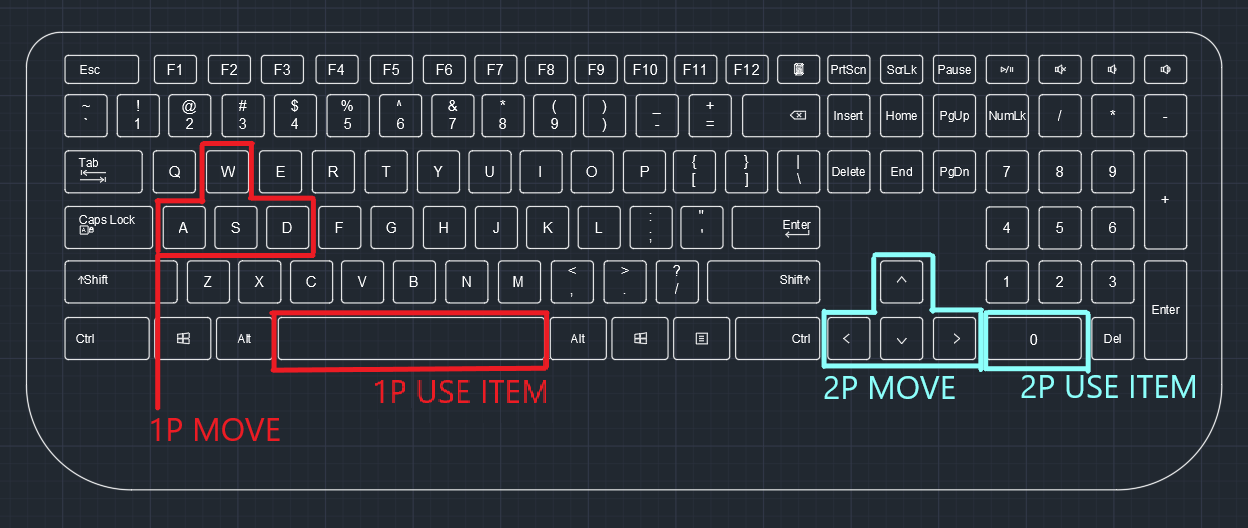 Esc F1 F2 F3 F4 F5 F6 F7 F8 F9 F10 F11 F12 PrtScn ScrLk Pause
~ ! @ # $ % ^ & * ( ) _ +
` 1 2 3 4 5 6 7 8 9 ) - = Insert Home PgUp NumLk / * -
Tab Q W E R T Y U I O P { [ } ] | \ Delete End PgDn 7 8 9 +
Caps Lock A S D F G H J K L : ; " ' Enter 4 5 6
↑Shift Z X C V B N M < , > . ? / Shift↑ ^ 1 2 3 Enter
Ctrl Alt Alt Ctrl < v > 0 Del
1P USE ITEM 2P MOVE 2P USE ITEM
1P MOVE